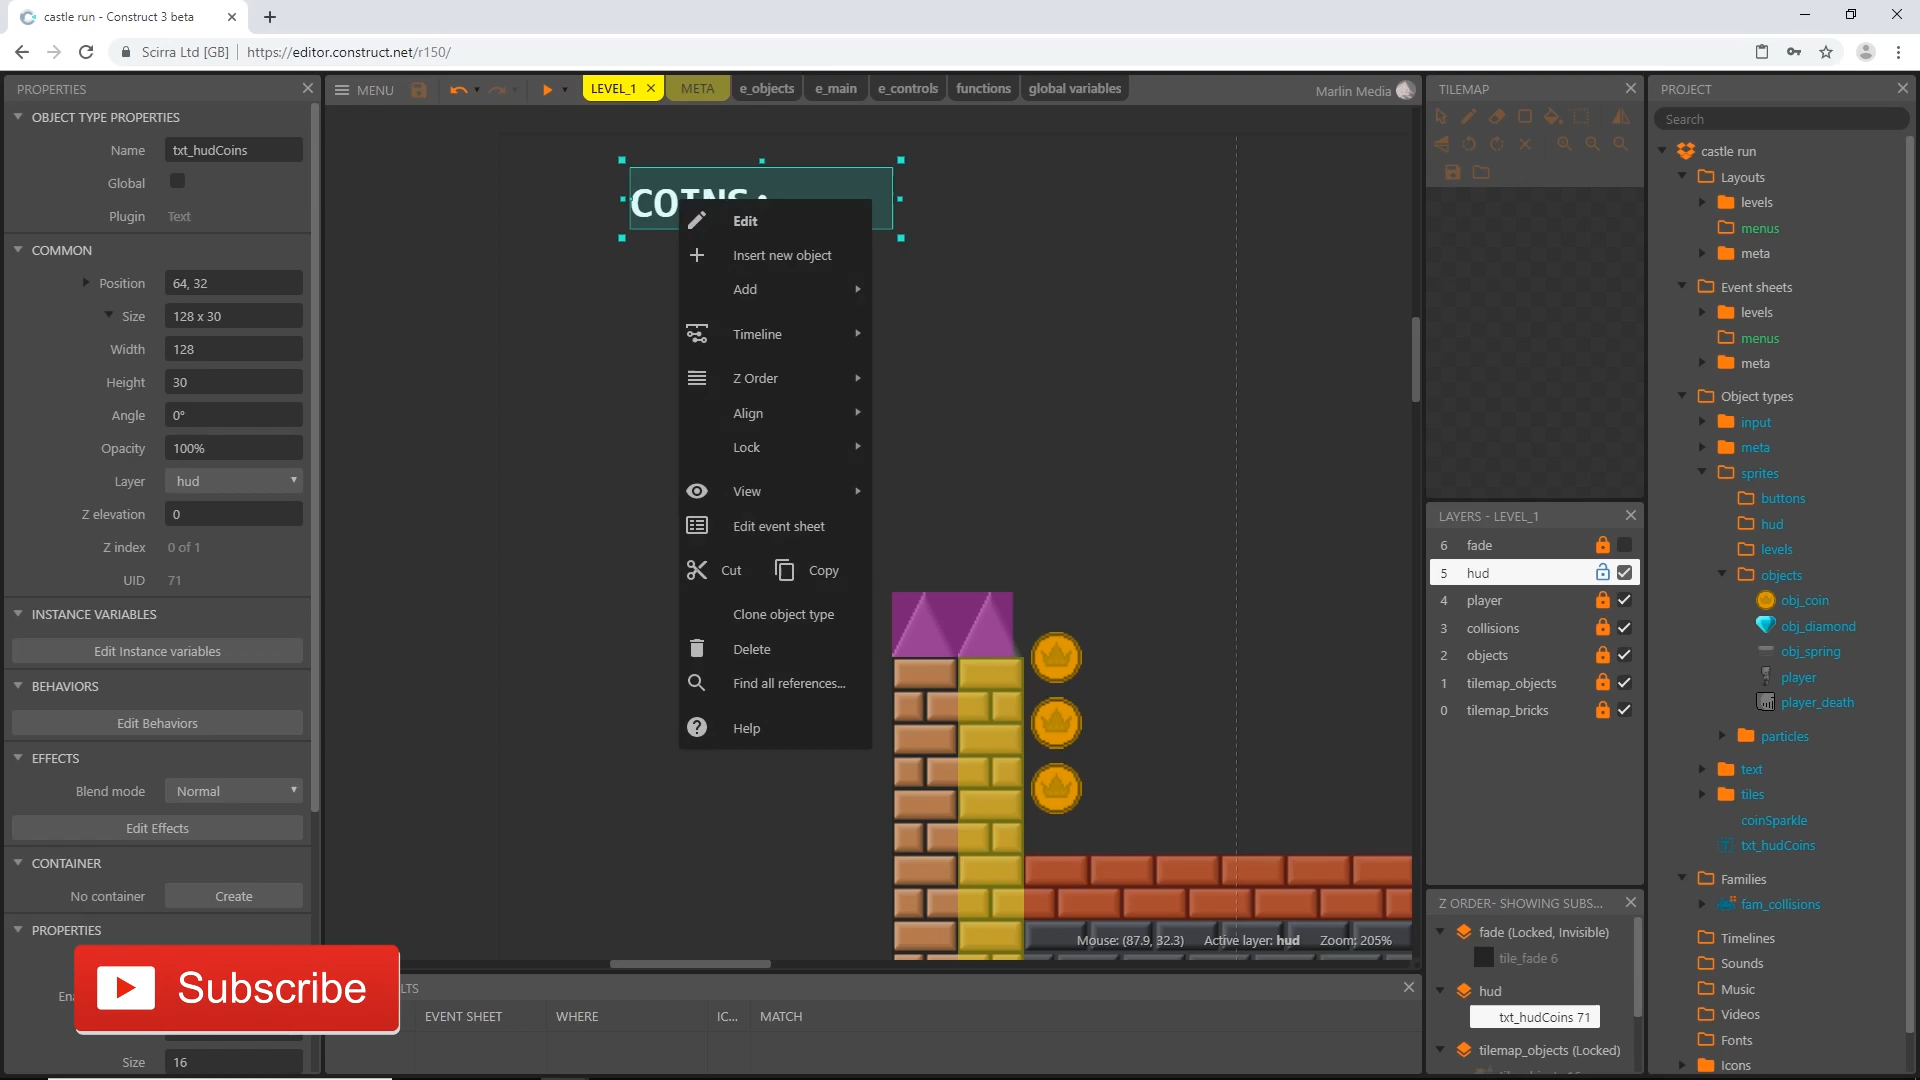 castle run - Construct 3 beta
Scirra Ltd [GB] https://editor.construct.net/r150/
PROPERTIES
OBJECT TYPE PROPERTIES
Name txt_hudCoins
Global
Plugin Text
COMMON
Position 64, 32
Size 128 x 30
Width 128
Height 30
Angle 0°
Opacity 100%
Layer hud
Z elevation 0
Z index 0 of 1
UID 71
INSTANCE VARIABLES
Edit Instance variables
BEHAVIORS
Edit Behaviors
EFFECTS
Blend mode Normal
Edit Effects
CONTAINER
No container Create
PROPERTIES
Subscribe
Size 16
MENU
LEVEL_1 META e_objects e_main e_controls functions global variables
Marlin Media
COINS:
Edit
Insert new object
Add
Timeline
Z Order
Align
Lock
View
Edit event sheet
Cut Copy
Clone object type
Delete
Find all references...
Help
Mouse: (87.9, 32.3) Active layer: hud Zoom: 205%
EVENT SHEET WHERE IC... MATCH
TILEMAP
LAYERS - LEVEL_1
6 fade
5 hud
4 player
3 collisions
2 objects
1 tilemap_objects
0 tilemap_bricks
Z ORDER- SHOWING SUBS...
fade (Locked, Invisible)
tile_fade 6
hud
txt_hudCoins 71
tilemap_objects (Locked)
PROJECT
Search
castle run
Layouts
levels
menus
meta
Event sheets
levels
menus
meta
Object types
input
meta
sprites
buttons
hud
levels
objects
obj_coin
obj_diamond
obj_spring
player
player_death
particles
text
tiles
coinSparkle
txt_hudCoins
Families
fam_collisions
Timelines
Sounds
Music
Videos
Fonts
Icons